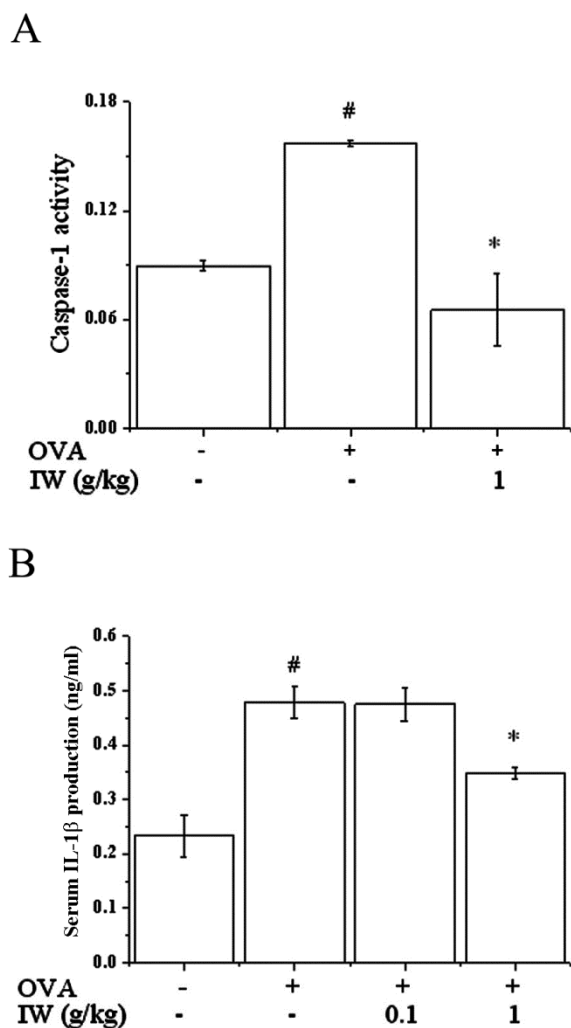 A
Caspase-1 activity
0.18
0.12
0.06
0.00
#
*
OVA - + +
IW (g/kg) - - 1
B
Serum IL-1β production (ng/ml)
0.6
0.5
0.4
0.3
0.2
0.1
0.0
#
*
OVA - + + +
IW (g/kg) - - 0.1 1